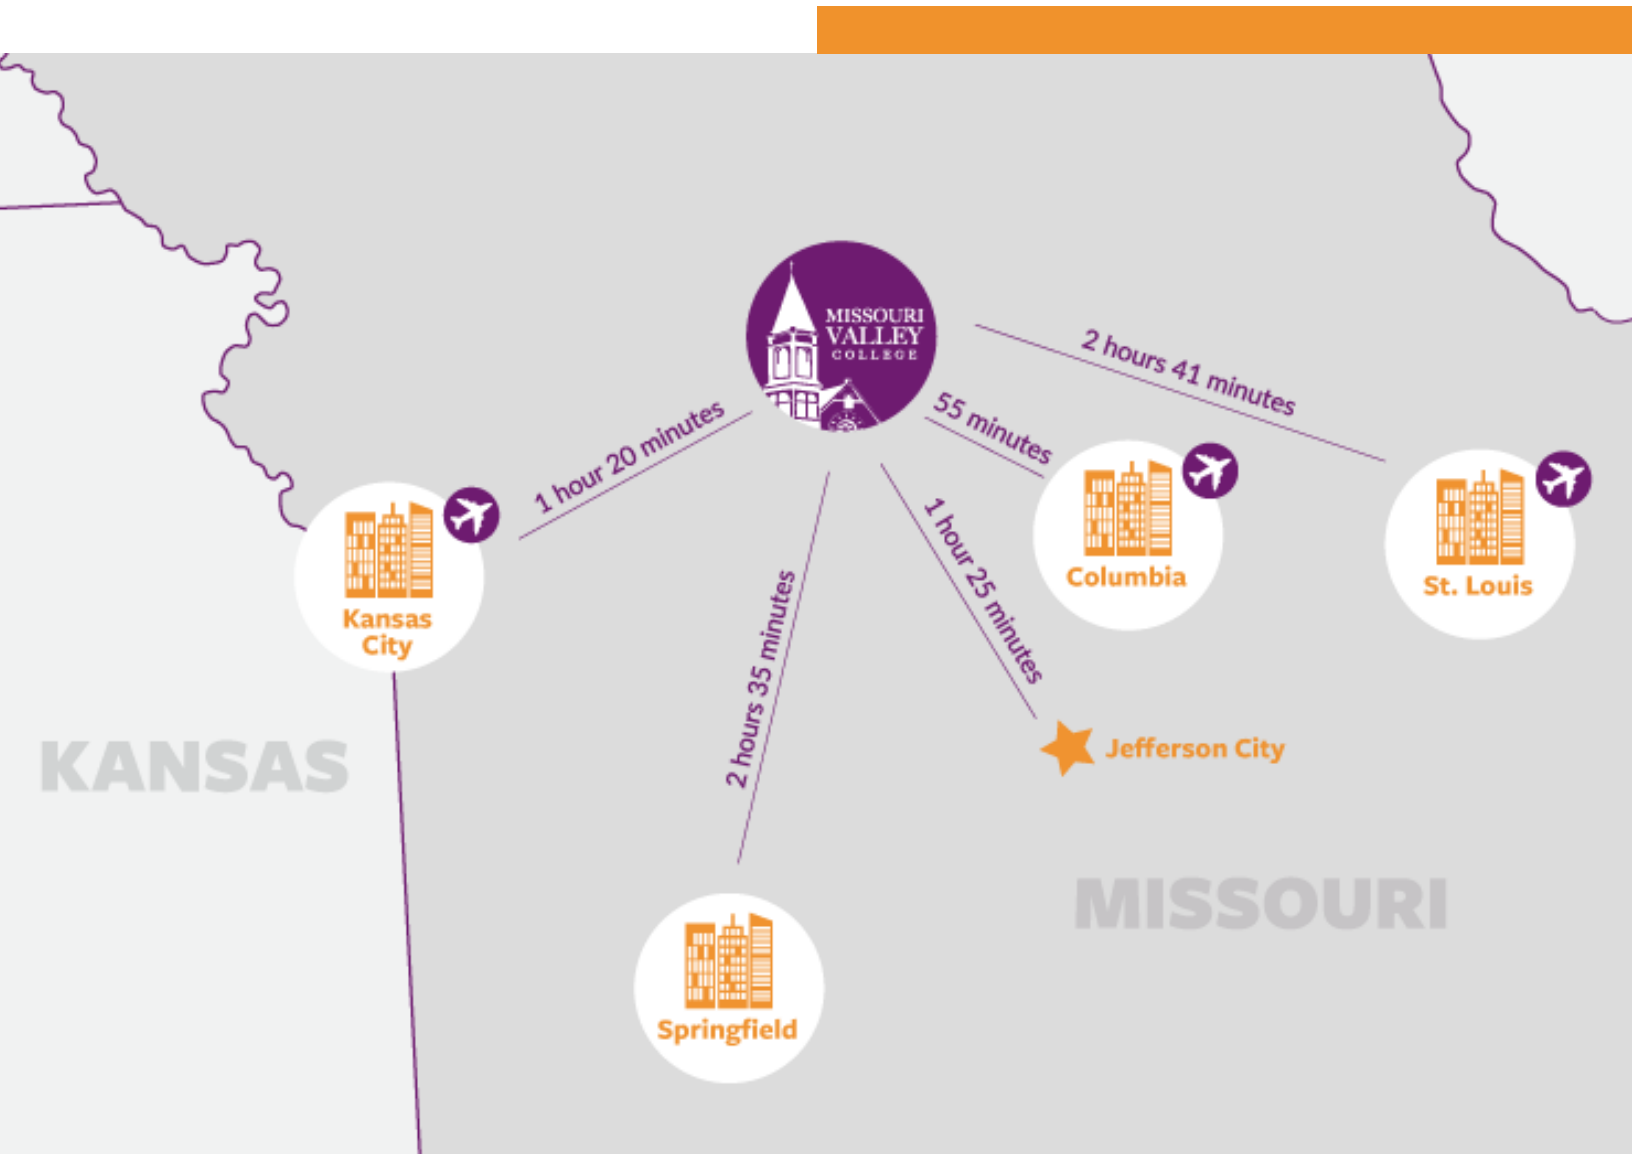 MISSOURI
VALLEY
COLLEGE
2 hours 41 minutes
55 minutes
1 hour 20 minutes
1 hour 25 minutes
2 hours 35 minutes
Columbia
St. Louis
Kansas
City
Jefferson City
KANSAS
MISSOURI
Springfield